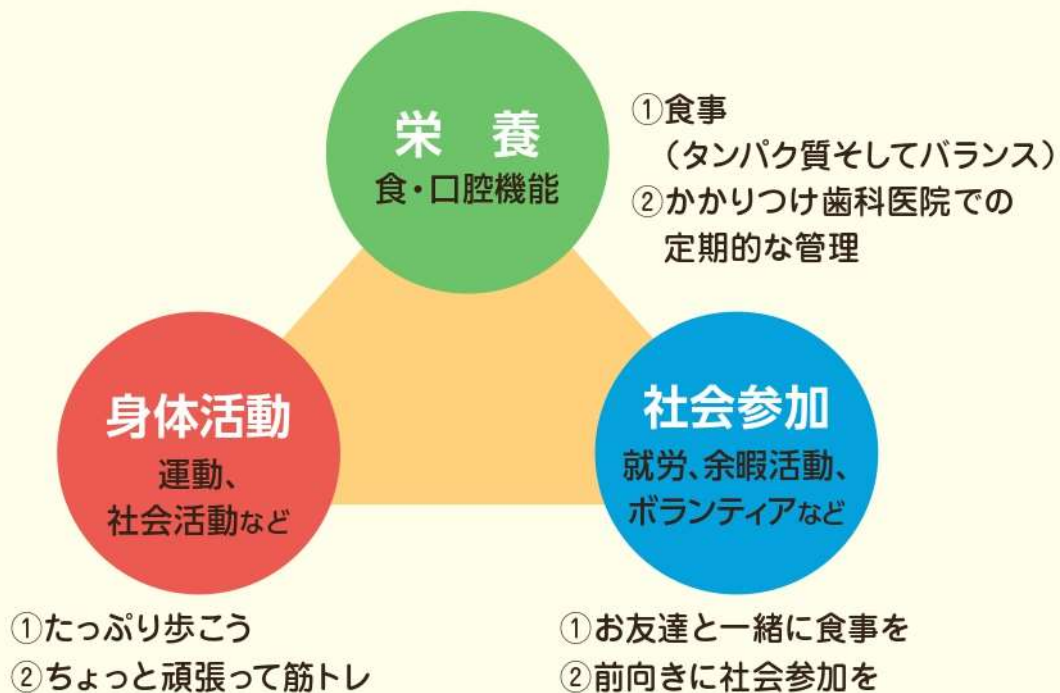 栄　養
食・口腔機能
①食事
（タンパク質そしてバランス）
②かかりつけ歯科医院での
定期的な管理
身体活動
運動、
社会活動など
①たっぷり歩こう
②ちょっと頑張って筋トレ
社会参加
就労、余暇活動、
ボランティアなど
①お友達と一緒に食事を
②前向きに社会参加を